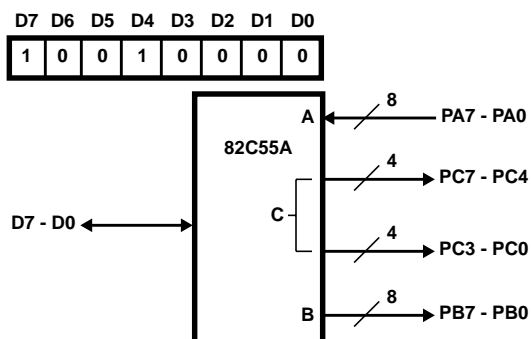 D7 D6 D5 D4 D3 D2 D1 D0
1 0 0 1 0 0 0 0
A 8 PA7 - PA0
82C55A
4 PC7 - PC4
C
D7 - D0
4 PC3 - PC0
B 8 PB7 - PB0